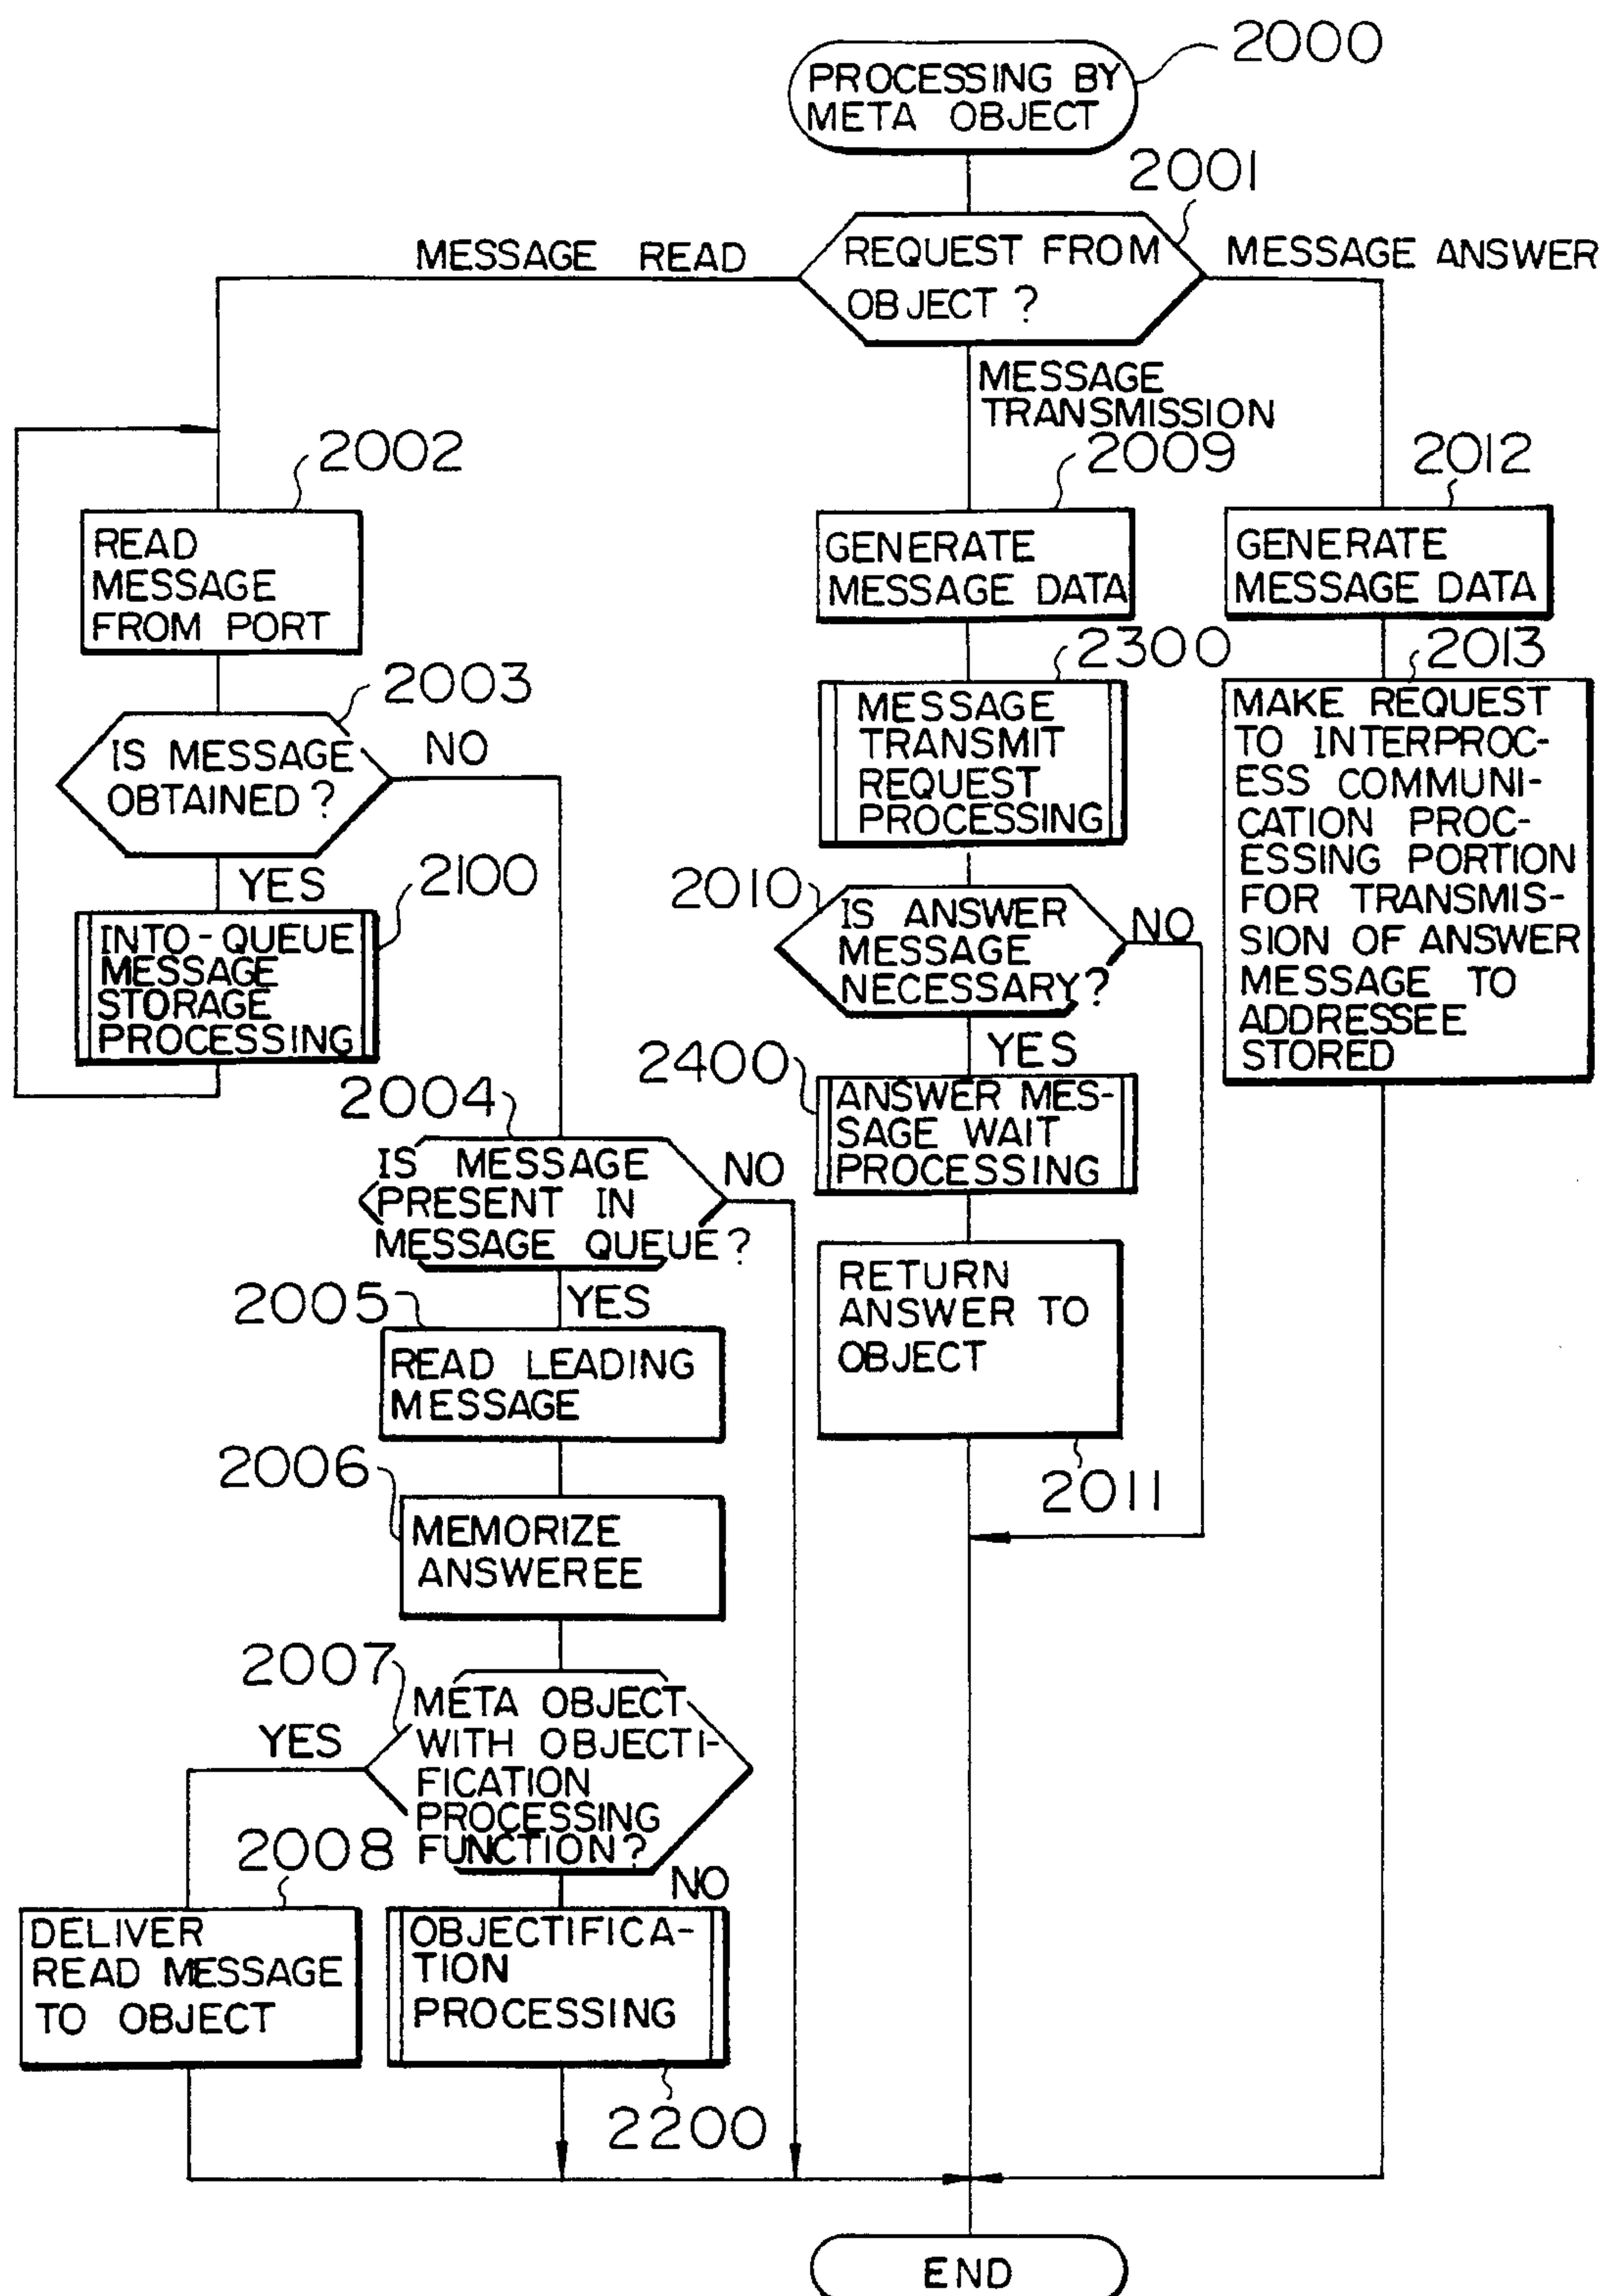 2000
PROCESSING BY
META OBJECT
2001
REQUEST FROM
OBJECT ?
MESSAGE READ
MESSAGE ANSWER
MESSAGE
TRANSMISSION
2002
READ
MESSAGE
FROM PORT
2003
IS MESSAGE
OBTAINED ?
NO
YES
2100
INTO-QUEUE
MESSAGE
STORAGE
PROCESSING
2004
IS MESSAGE
PRESENT IN
MESSAGE QUEUE?
NO
YES
2005
READ LEADING
MESSAGE
2006
MEMORIZE
ANSWEREE
2007
META OBJECT
WITH OBJECTI-
FICATION
PROCESSING
FUNCTION?
YES
NO
2008
DELIVER
READ MESSAGE
TO OBJECT
OBJECTIFICA-
TION
PROCESSING
2200
2009
GENERATE
MESSAGE DATA
2300
MESSAGE
TRANSMIT
REQUEST
PROCESSING
2010
IS ANSWER
MESSAGE
NECESSARY?
NO
YES
2400
ANSWER MES-
SAGE WAIT
PROCESSING
RETURN
ANSWER TO
OBJECT
2011
2012
GENERATE
MESSAGE DATA
2013
MAKE REQUEST
TO INTERPROC-
ESS COMMUNI-
CATION PROC-
ESSING PORTION
FOR TRANSMIS-
SION OF ANSWER
MESSAGE TO
ADDRESSEE
STORED
END